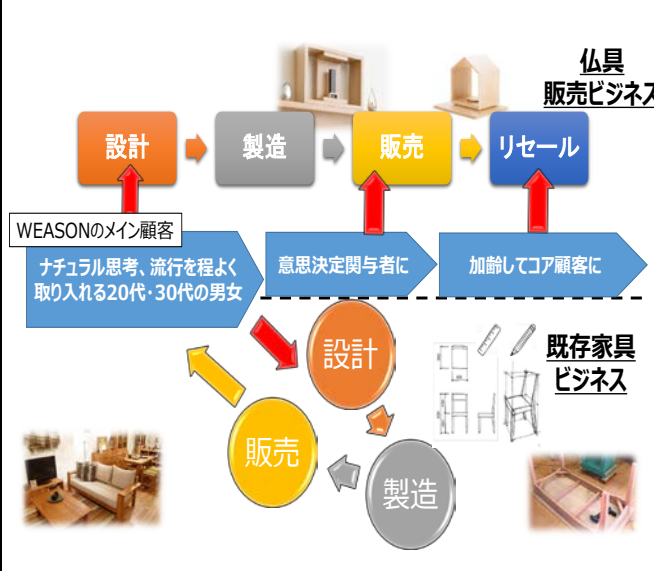 仏具
販売ビジネス
設計
製造
販売
リセール
WEASONのメイン顧客
ナチュラル思考、流行を程よく
取り入れる20代・30代の男女
意思決定関与者に
加齢してコア顧客に
設計
既存家具
ビジネス
販売
製造